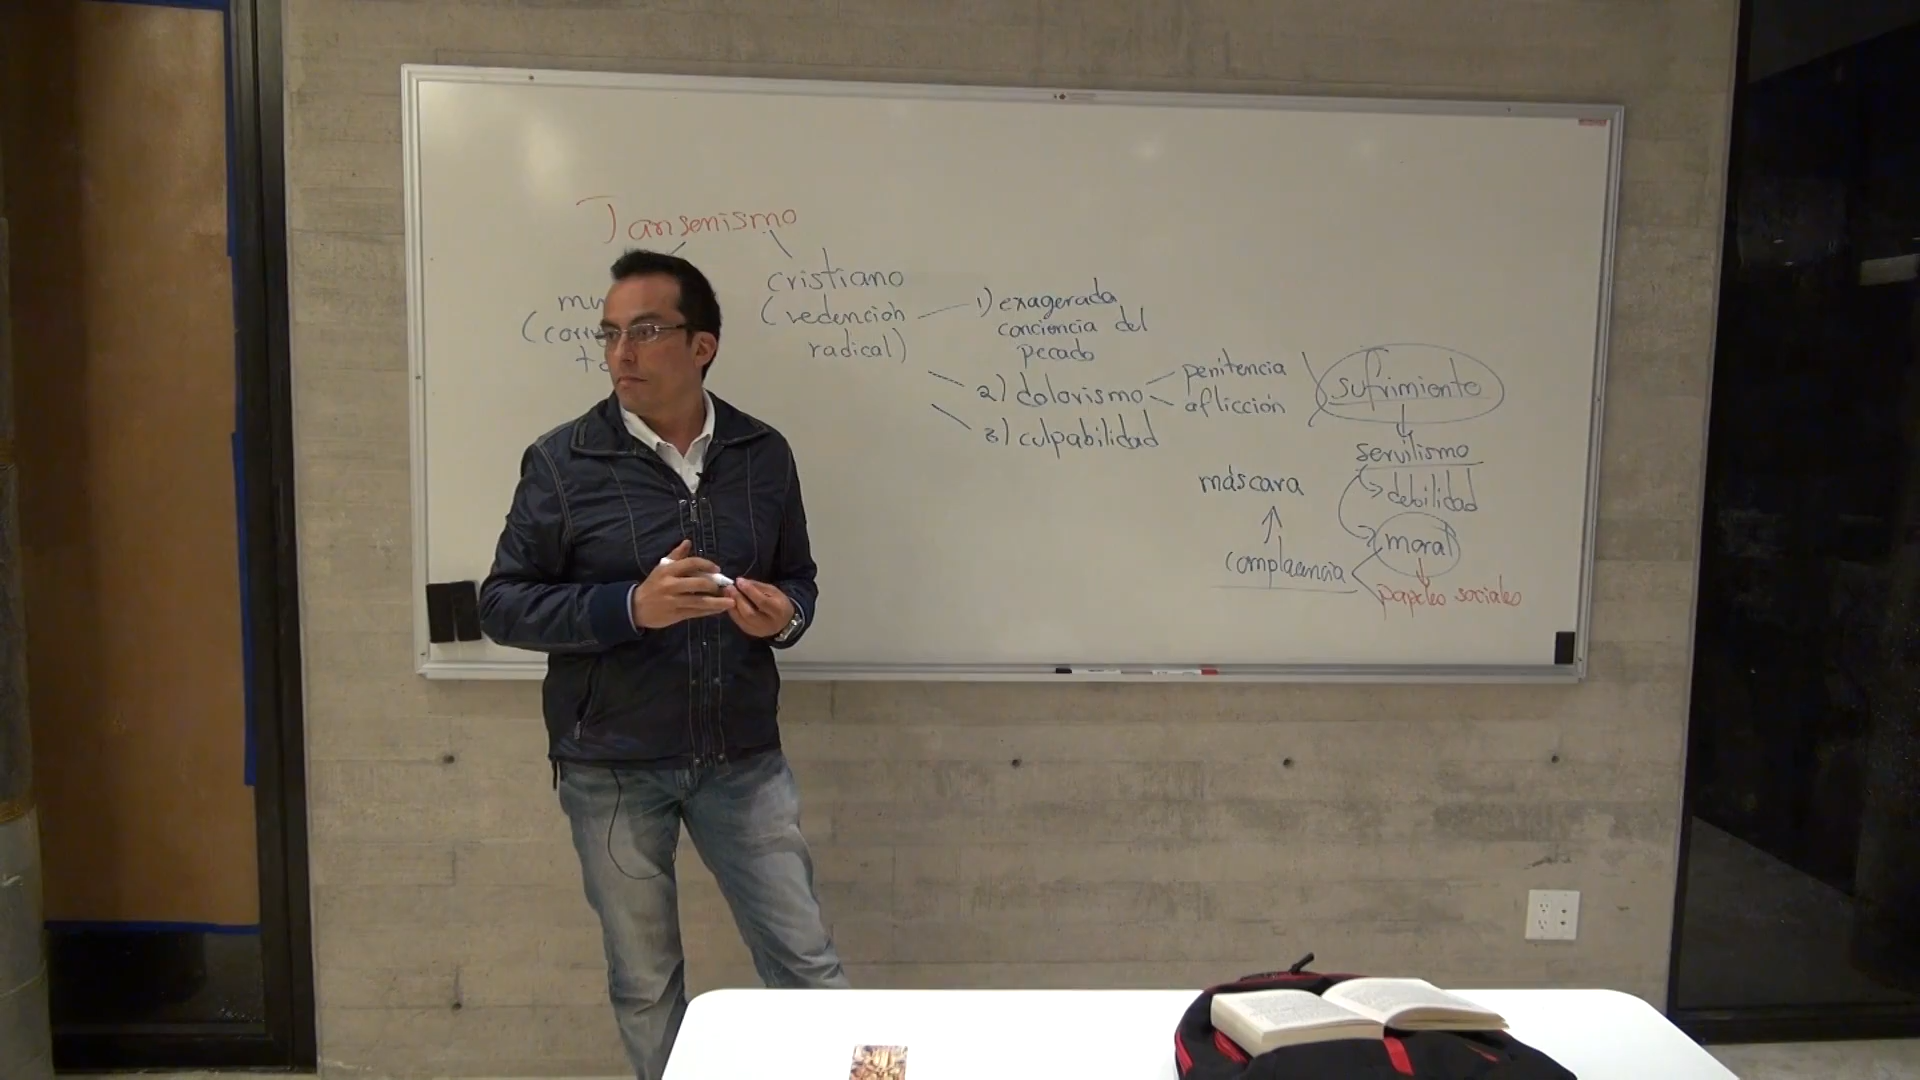 Jansenismo
cristiano
(redención
radical)
1) exagerada
conciencia del
pecado
2) dolorismo
3) culpabilidad
penitencia
aflicción
sufrimiento
servilismo
debilidad
moral
papeles sociales
complacencia
máscara